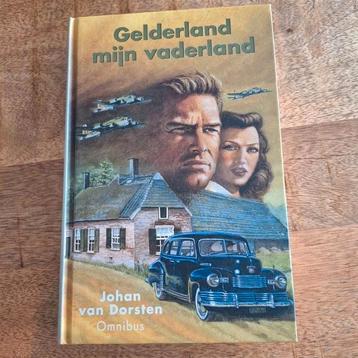 Gelderland
mijn vaderland
Johan
van Dorsten
Omnibus